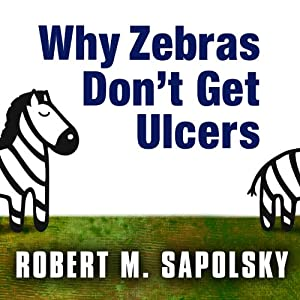 Why Zebras
Don't Get
Ulcers
ROBERT M. SAPOLSKY